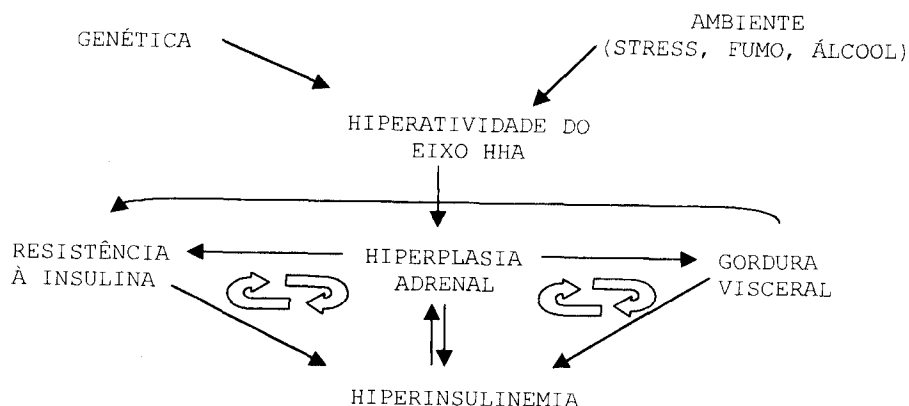 GENÉTICA
AMBIENTE
(STRESS, FUMO, ÁLCOOL)
HIPERATIVIDADE DO
EIXO HHA
RESISTÊNCIA
À INSULINA
HIPERPLASIA
ADRENAL
GORDURA
VISCERAL
HIPERINSULINEMIA